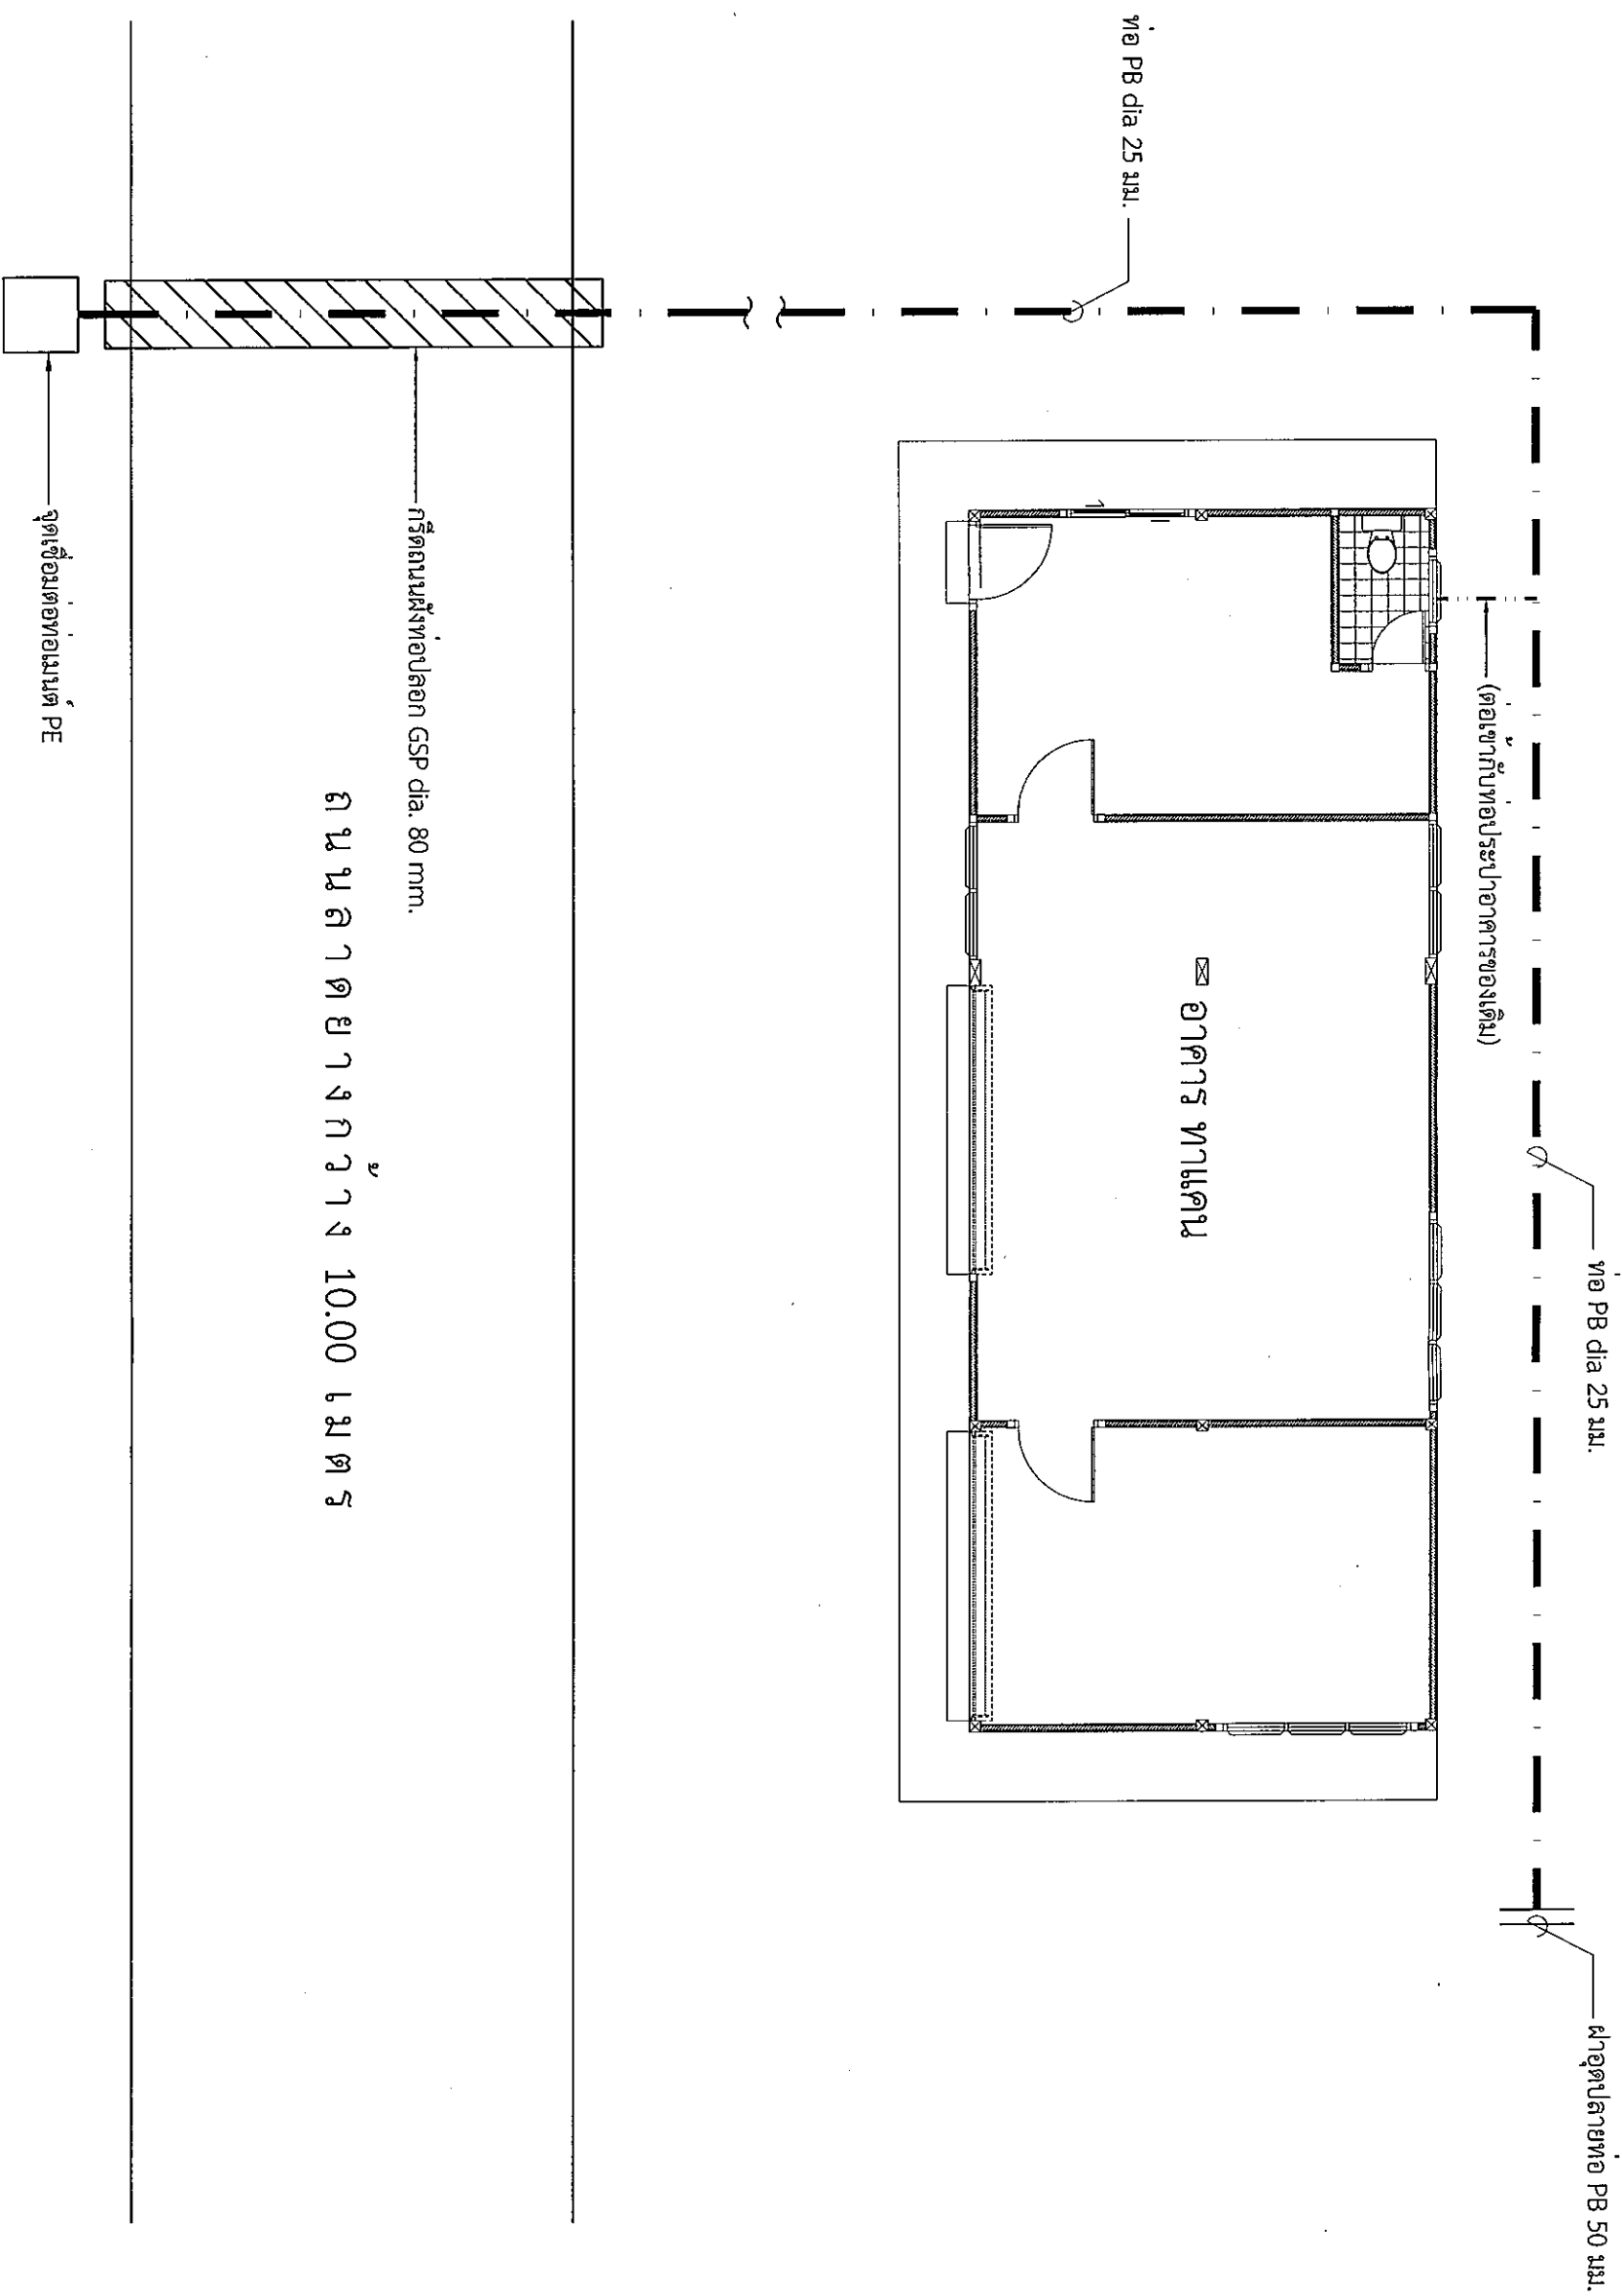 ท่อ PB dia 25 มม.
ฝาอุดปลายท่อ PB 50 มม.
(ต่อเข้ากับท่อประปาอาคารของเดิม)
อาคาร ทาแคน
ท่อ PB dia 25 มม.
กรีดถนนฝังท่อปลอก GSP dia. 80 mm.
ถนนลาดยางกว้าง 10.00 เมตร
จุดเชื่อมต่อท่อเมนต์ PE